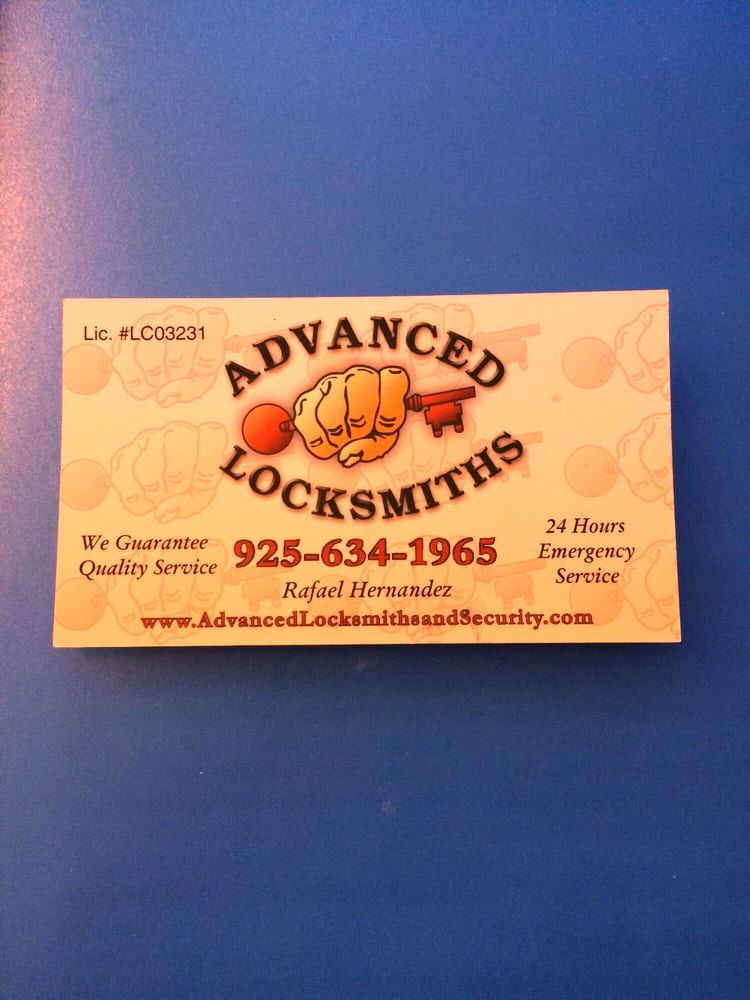 Lic. #LC03231
ADVANCED
LOCKSMITHS
We Guarantee
Quality Service
925-634-1965
24 Hours
Emergency
Service
Rafael Hernandez
www.AdvancedLocksmithsandSecurity.com